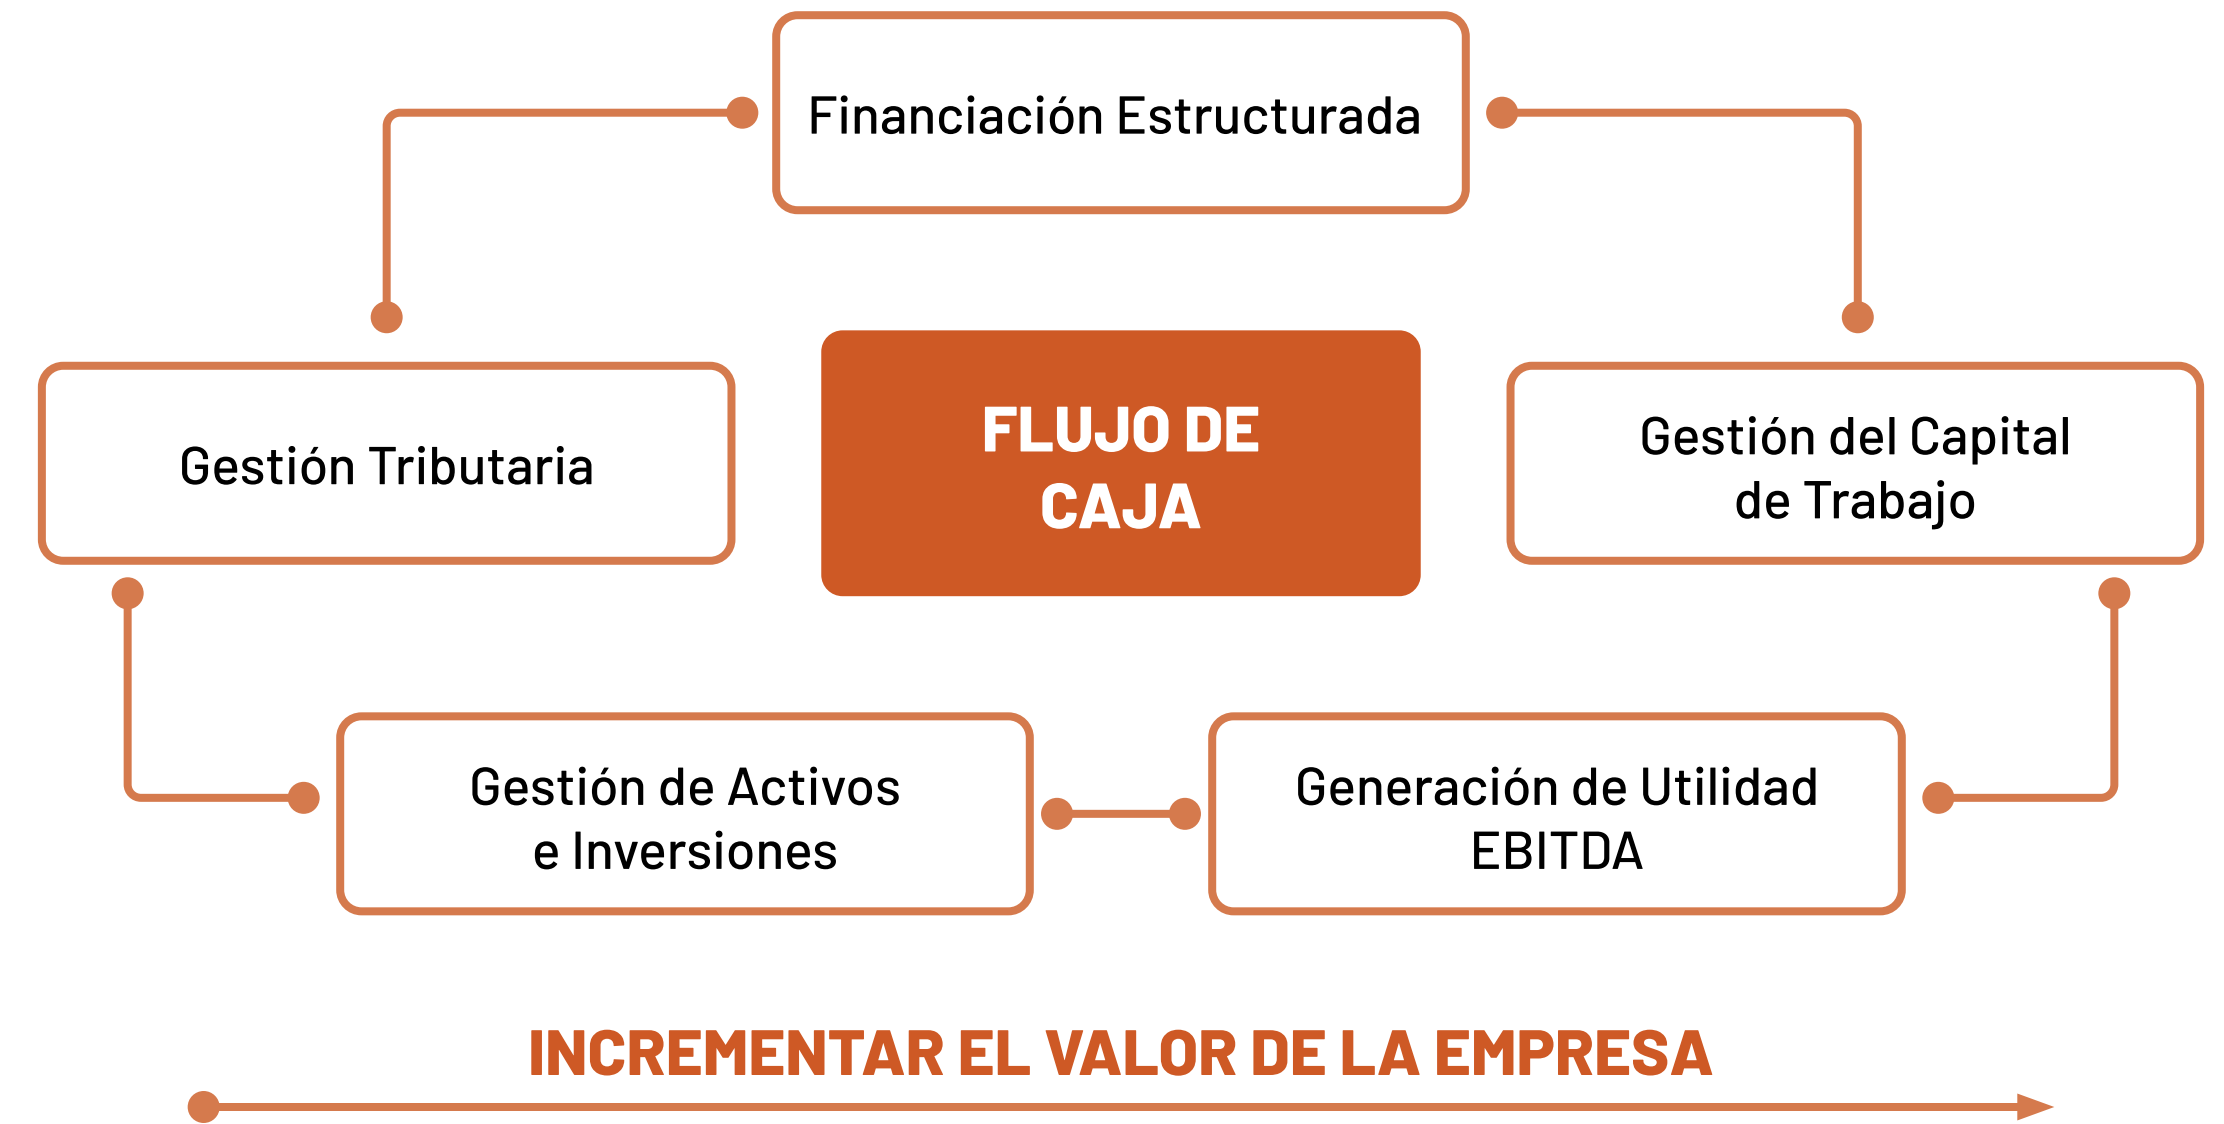 Financiación Estructurada
Gestión Tributaria
FLUJO DE
CAJA
Gestión del Capital
de Trabajo
Gestión de Activos
e Inversiones
Generación de Utilidad
EBITDA
INCREMENTAR EL VALOR DE LA EMPRESA